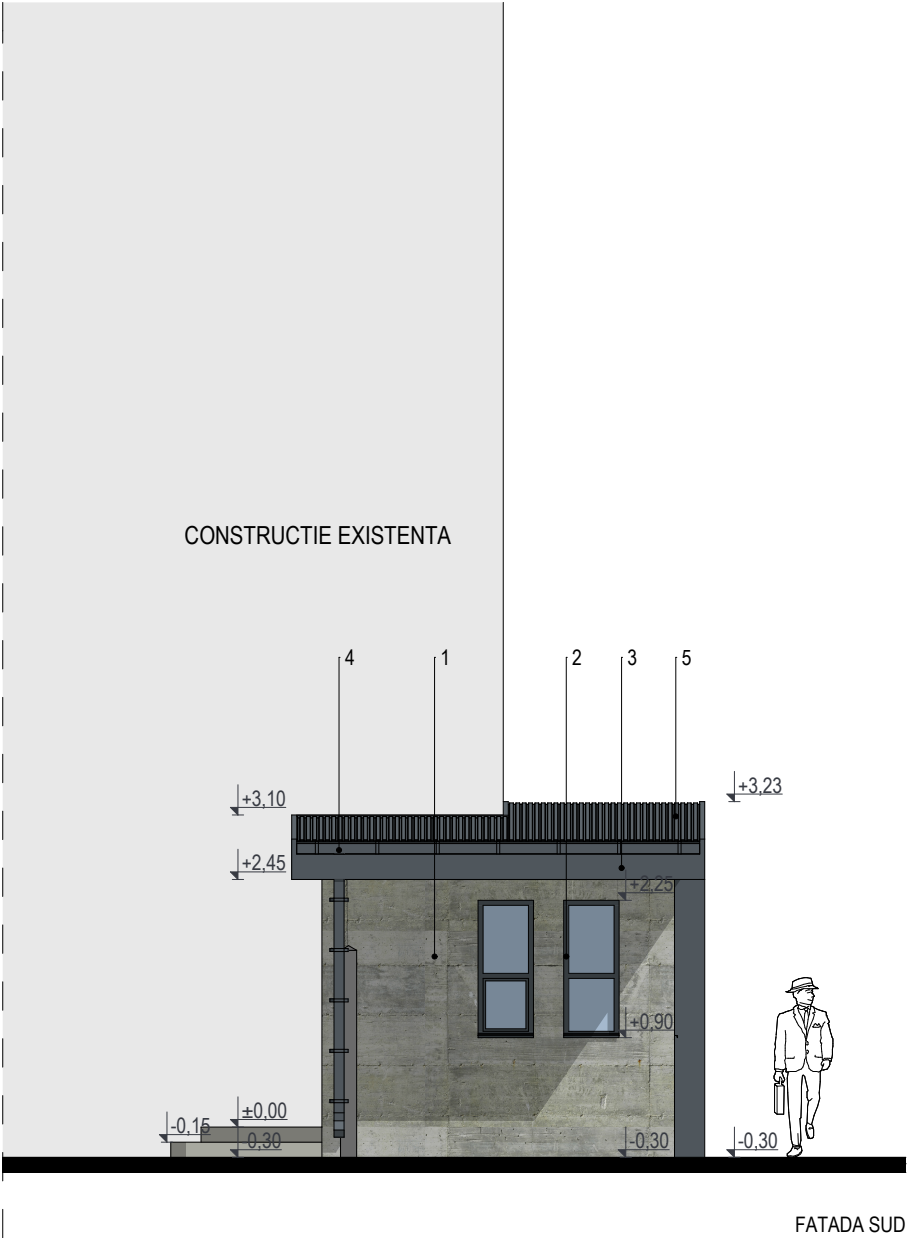 CONSTRUCTIE EXISTENTA
4 1 2 3 5
+3,23
+3,10
+2,45
+2,25
+0,90
±0,00
-0,15
-0,30 -0,30 -0,30
FATADA SUD